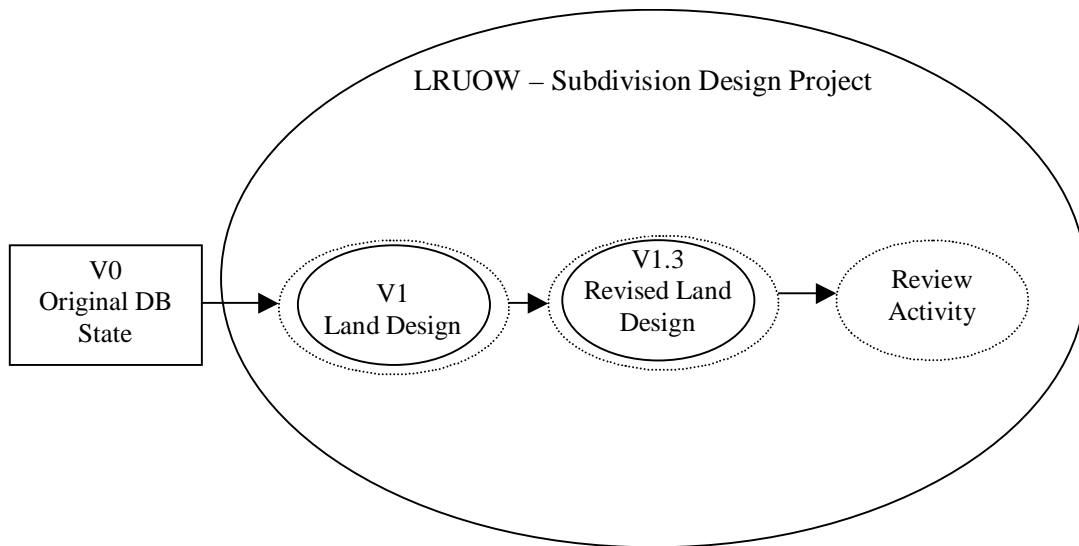 LRUOW – Subdivision Design Project
V0
Original DB
State
V1
Land Design
V1.3
Revised Land
Design
Review
Activity